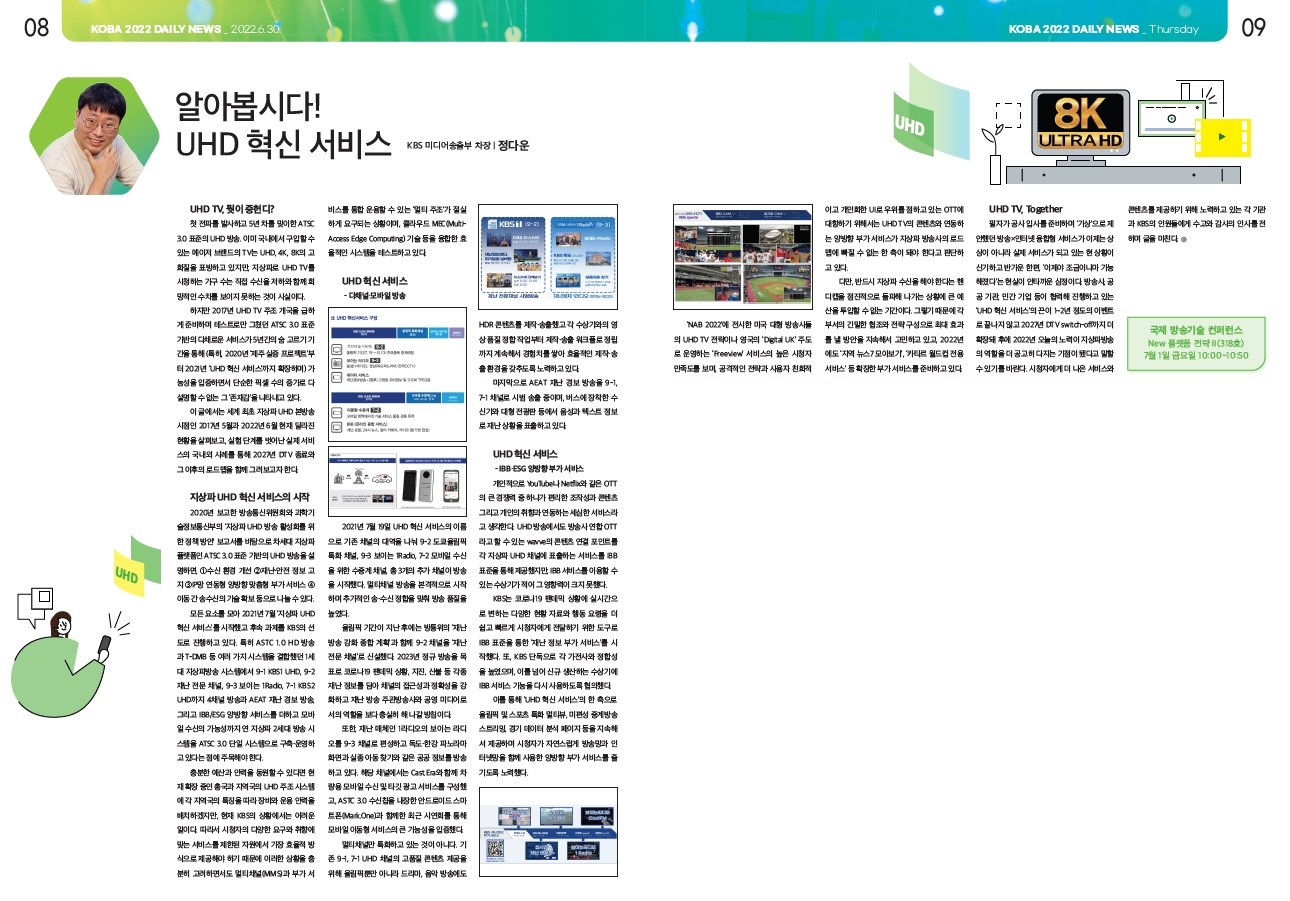 08
KOBA 2022 DAILY NEWS _ 2022.6.30.
KOBA 2022 DAILY NEWS _ Thursday
09
알아봅시다!
UHD 혁신 서비스
KBS 미디어송출부 차장 | 정다운
UHD
8K
ULTRA HD
UHD TV, 뭣이 중헌디?
첫 전파를 발사하고 5년 차를 맞이한 ATSC
3.0 표준의 UHD 방송. 이미 국내에서 구입할 수
있는 메이저 브랜드의 TV는 UHD, 4K, 8K의 고
화질을 표방하고 있지만, 지상파로 UHD TV를
시청하는 가구 수는 직접 수신율 저하와 함께 희
망적인 수치를 보이지 못하는 것이 사실이다.
하지만 2017년 UHD TV 주조 개국을 급하
게 준비하며 테스트로만 그쳤던 ATSC 3.0 표준
기반의 다채로운 서비스가 5년간의 숨 고르기 기
간을 통해(특히, 2020년 '제주 실증 프로젝트'부
터 2021년 'UHD 혁신 서비스'까지 확장하며) 가
능성을 입증하면서 단순한 픽셀 수의 증가로 다
설명할 수 없는 그 '존재감'을 나타내고 있다.
이 글에서는 세계 최초 지상파 UHD 본방송
시점인 2017년 5월과 2022년 6월 현재 달라진
현황을 살펴보고, 실험 단계를 벗어난 실제 서비
스의 국내외 사례를 통해 2027년 DTV 종료와
그 이후의 로드맵을 함께 그려보고자 한다.
지상파 UHD 혁신 서비스의 시작
2020년 보고한 방송통신위원회와 과학기
술정보통신부의 '지상파 UHD 방송 활성화를 위
한 정책 방안' 보고서를 바탕으로 차세대 지상파
플랫폼인 ATSC 3.0 표준 기반의 UHD 방송을 설
명하면, ①수신 환경 개선 ②재난·안전 정보 고
지 ③IP망 연동형 양방향 맞춤형 부가 서비스 ④
이동 간 송수신의 기술 확보 등으로 나눌 수 있다.
모든 요소를 모아 2021년 7월 '지상파 UHD
혁신 서비스'를 시작했고 후속 과제를 KBS의 선
도로 진행하고 있다. 특히 ASTC 1.0 HD 방송
과 T-DMB 등 여러 가지 시스템을 결합했던 1세
대 지상파방송 시스템에서 9-1 KBS1 UHD, 9-2
재난 전문 채널, 9-3 보이는 1Radio, 7-1 KBS2
UHD까지 4채널 방송과 AEAT 재난 경보 방송,
그리고 IBB/ESG 양방향 서비스를 더하고 모바
일 수신의 가능성까지 연 지상파 2세대 방송 시
스템을 ATSC 3.0 단일 시스템으로 구축·운영하
고 있다는 점에 주목해야 한다.
충분한 예산과 인력을 동원할 수 있다면 현
재 확장 중인 총국과 지역국의 UHD 주조 시스템
에 각 지역국의 특징을 따라 장비와 운용 인력을
배치하겠지만, 현재 KBS의 상황에서는 어려운
일이다. 따라서 시청자의 다양한 요구와 취향에
맞는 서비스를 제한된 자원에서 가장 효율적 방
식으로 제공해야 하기 때문에 이러한 상황을 충
분히 고려하면서도 멀티채널(MMS)과 부가 서
UHD
비스를 통합 운용할 수 있는 '멀티 주조'가 절실
하게 요구되는 상황이며, 클라우드 MEC(Multi-
Access Edge Computing) 기술 등을 융합한 효
율적인 시스템을 테스트하고 있다.
UHD 혁신 서비스
- 다채널·모바일 방송
UHD 혁신서비스 구성
2021년 7월 19일 UHD 혁신 서비스의 이름
으로 기존 채널의 대역을 나눠 9-2 도쿄올림픽
특화 채널, 9-3 보이는 1Radio, 7-2 모바일 수신
을 위한 수중계 채널, 총 3개의 추가 채널이 방송
을 시작했다. 멀티채널 방송을 본격적으로 시작
하며 추가적인 송·수신 정합을 맞춰 방송 품질을
높였다.
올림픽 기간이 지난 후에는 방통위의 '재난
방송 강화 종합 계획'과 함께 9-2 채널을 '재난
전문 채널'로 신설했다. 2023년 정규 방송을 목
표로 코로나19 팬데믹 상황, 지진, 산불 등 각종
재난 정보를 담아 채널의 접근성과 정확성을 강
화하고 재난 방송 주관방송사와 공영 미디어로
서의 역할을 보다 충실히 해 나갈 방침이다.
또한, 재난 매체인 1라디오의 보이는 라디
오를 9-3 채널로 편성하고 독도·한강 파노라마
화면과 실종 아동 찾기와 같은 공공 정보를 방송
하고 있다. 해당 채널에서는 Cast Era와 함께 차
량용 모바일 수신 및 타깃 광고 서비스를 구성했
고, ASTC 3.0 수신칩을 내장한 안드로이드 스마
트폰(Mark.One)과 함께한 최근 시연회를 통해
모바일 이동형 서비스의 큰 가능성을 입증했다.
멀티채널만 특화하고 있는 것이 아니다. 기
존 9-1, 7-1 UHD 채널의 고품질 콘텐츠 제공을
위해 올림픽뿐만 아니라 드라마, 음악 방송에도
KBS
(9-2)
(9-3)
HDR 콘텐츠를 제작·송출했고 각 수상기와의 영
상 품질 정합 작업부터 제작·송출 워크플로 정립
까지 계속해서 경험치를 쌓아 효율적인 제작·송
출 환경을 갖추도록 노력하고 있다.
마지막으로 AEAT 재난 경보 방송을 9-1,
7-1 채널로 시범 송출 중이며, 버스에 장착한 수
신기와 대형 전광판 등에서 음성과 텍스트 정보
로 재난 상황을 표출하고 있다.
UHD 혁신 서비스
- IBB·ESG 양방향 부가 서비스
개인적으로 YouTube나 Netflix와 같은 OTT
의 큰 경쟁력 중 하나가 편리한 조작성과 콘텐츠
그리고 개인의 취향과 연동하는 세심한 서비스라
고 생각한다. UHD 방송에서도 방송사 연합 OTT
라고 할 수 있는 wavve의 콘텐츠 연결 포인트를
각 지상파 UHD 채널에 표출하는 서비스를 IBB
표준을 통해 제공했지만, IBB 서비스를 이용할 수
있는 수상기가 적어 그 영향력이 크지 못했다.
KBS는 코로나19 팬데믹 상황에 실시간으
로 변하는 다양한 현황 자료와 행동 요령을 더
쉽고 빠르게 시청자에게 전달하기 위한 도구로
IBB 표준을 통한 '재난 정보 부가 서비스'를 시
작했다. 또, KBS 단독으로 각 가전사와 정합성
을 높였으며, 이를 넘어 신규 생산하는 수상기에
IBB 서비스 기능을 다시 사용하도록 협의했다.
이를 통해 'UHD 혁신 서비스'의 한 축으로
올림픽 및 스포츠 특화 멀티뷰, 미편성 중계방송
스트리밍, 경기 데이터 분석 페이지 등을 지속해
서 제공하며 시청자가 자연스럽게 방송망과 인
터넷망을 함께 사용한 양방향 부가 서비스를 즐
기도록 노력했다.
'NAB 2022'에 전시한 미국 대형 방송사들
의 UHD TV 전략이나 영국의 'Digital UK' 주도
로 운영하는 'Freeview' 서비스의 높은 시청자
만족도를 보며, 공격적인 전략과 사용자 친화적
이고 개인화한 UI로 우위를 점하고 있는 OTT에
대항하기 위해서는 UHD TV의 콘텐츠와 연동하
는 양방향 부가 서비스가 지상파 방송사의 로드
맵에 빠질 수 없는 한 축이 돼야 한다고 판단하
고 있다.
다만, 반드시 지상파 수신을 해야 한다는 핸
디캡을 점진적으로 돌파해 나가는 상황에 큰 예
산을 투입할 수 없는 기간이다. 그렇기 때문에 각
부서의 긴밀한 협조와 전략 구성으로 최대 효과
를 낼 방안을 지속해서 고민하고 있고, 2022년
에도 '지역 뉴스7 모아보기', '카타르 월드컵 전용
서비스' 등 확장한 부가 서비스를 준비하고 있다.
UHD TV, Together
필자가 공사 입사를 준비하며 '가상'으로 제
안했던 방송×인터넷 융합형 서비스가 이제는 상
상이 아니라 실제 서비스가 되고 있는 현 상황이
신기하고 반가운 한편, '이제야 조금이나마 가능
해졌다'는 현실이 안타까운 심정이다. 방송사, 공
공 기관, 민간 기업 등이 협력해 진행하고 있는
'UHD 혁신 서비스'의 끈이 1~2년 정도의 이벤트
로 끝나지 않고 2027년 DTV switch-off까지 더
확장돼 후에 2022년 오늘의 노력이 지상파방송
의 역할을 더 공고히 다지는 기점이 됐다고 말할
수 있기를 바란다. 시청자에게 더 나은 서비스와
콘텐츠를 제공하기 위해 노력하고 있는 각 기관
과 KBS의 인원들에게 수고와 감사의 인사를 전
하며 글을 마친다.
국제 방송기술 컨퍼런스
New 플랫폼 전략 II(318호)
7월 1일 금요일 10:00~10:50